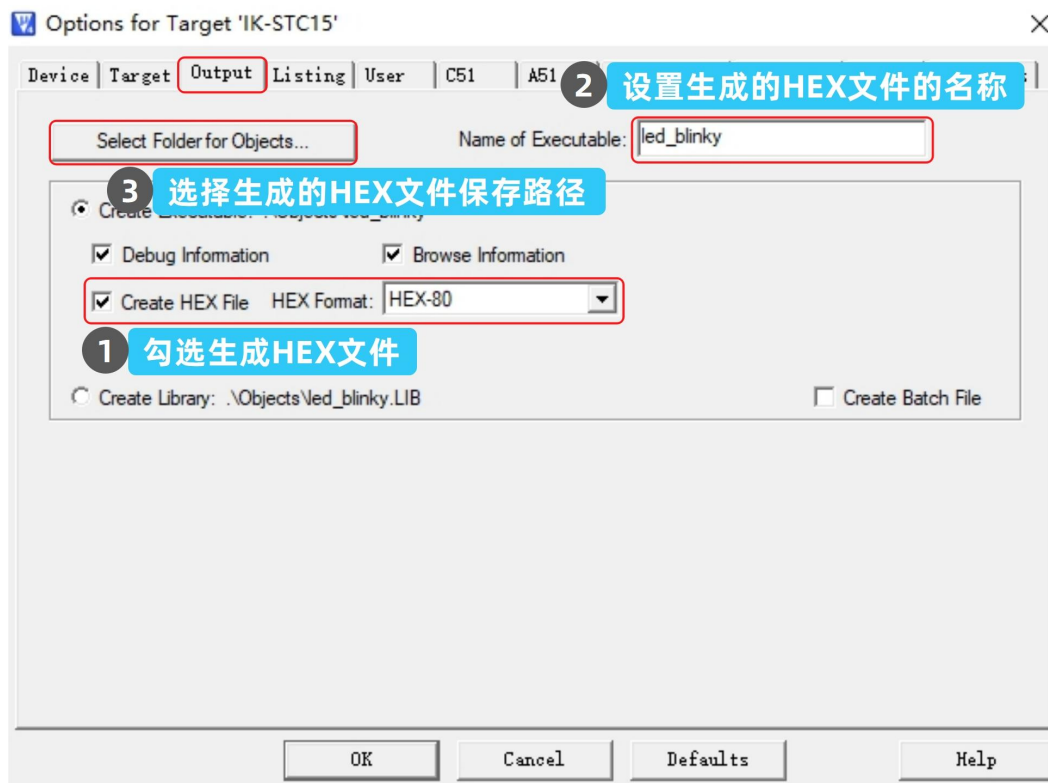 Options for Target 'IK-STC15'
Device Target Output Listing User C51 A51
2 设置生成的HEX文件的名称
Select Folder for Objects... Name of Executable: led_blinky
3 选择生成的HEX文件保存路径
Debug Information Browse Information
Create HEX File HEX Format: HEX-80
1 勾选生成HEX文件
Create Library: .\Objects\led_blinky.LIB Create Batch File
OK Cancel Defaults Help